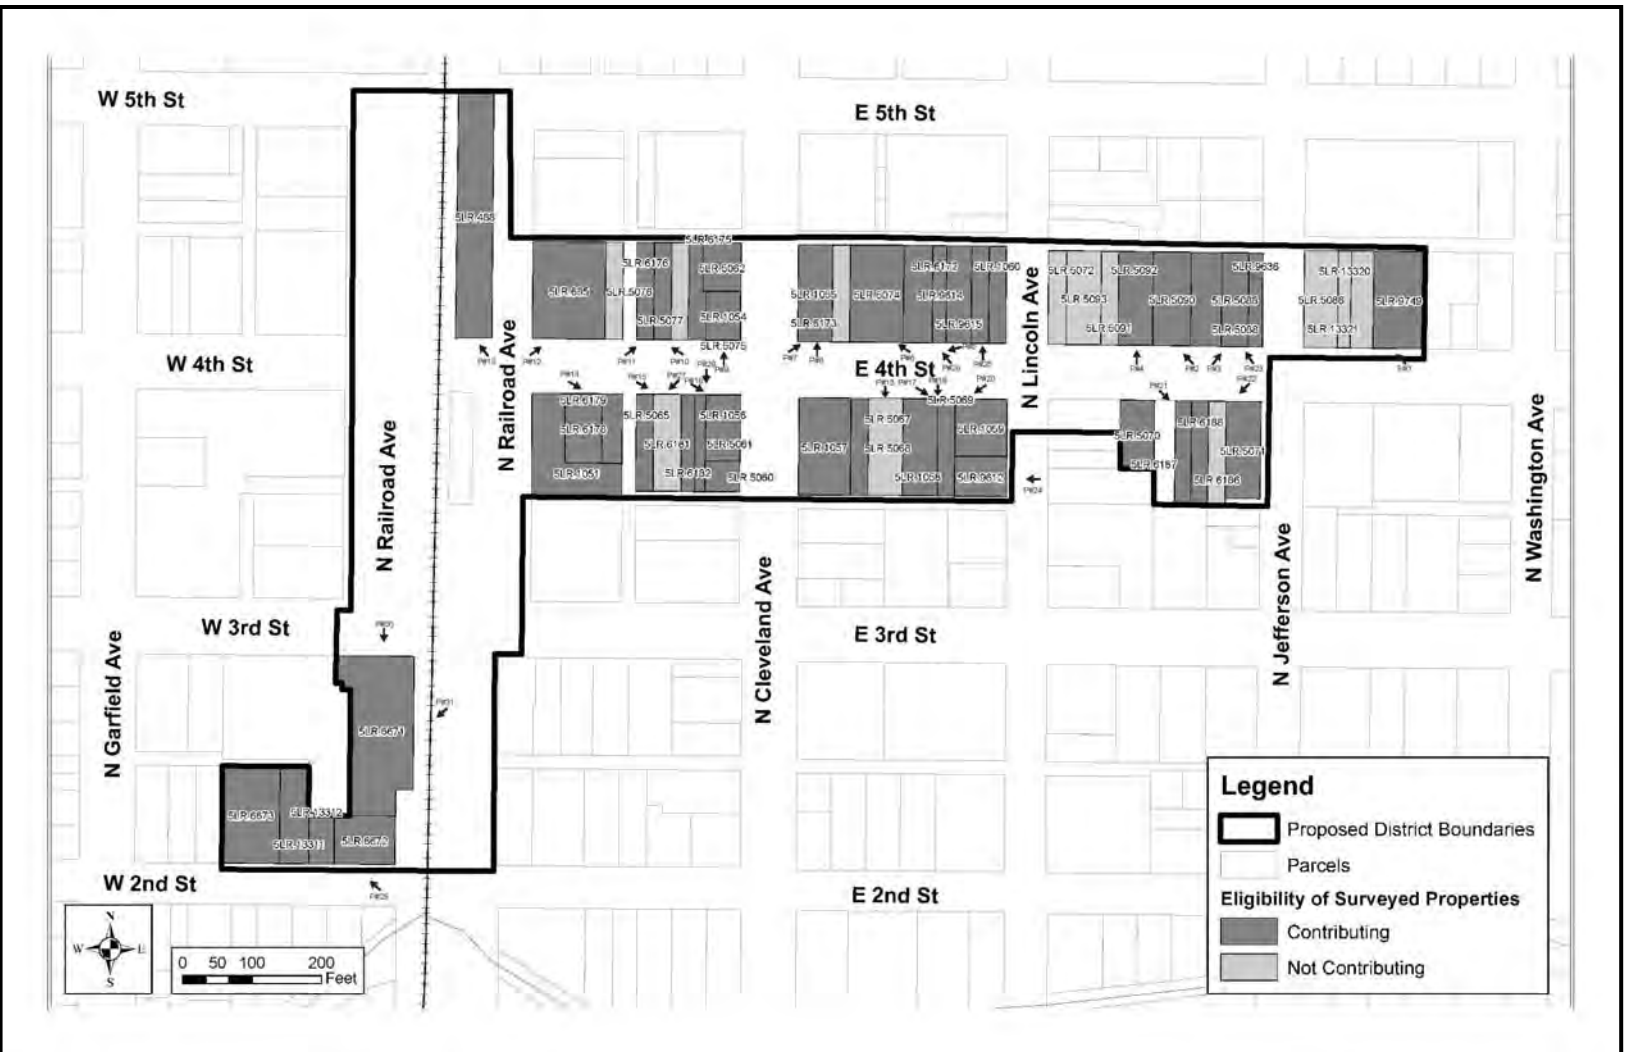 W 5th St
E 5th St
5LR.488
5LR.6175
5LR.6176
5LR.5062
5LR.695
5LR.5076
5LR.5077
5LR.1054
5LR.5075
5LR.1055
5LR.5173
5LR.5074
5LR.6172
5LR.1060
5LR.9614
5LR.9615
5LR.5072
5LR.5092
5LR.9636
5LR.5093
5LR.5090
5LR.5091
5LR.5088
5LR.13320
5LR.5086
5LR.9749
5LR.13321
W 4th St
E 4th St
N Railroad Ave
N Lincoln Ave
5LR.6179
5LR.6178
5LR.1051
5LR.5065
5LR.1056
5LR.6181
5LR.5061
5LR.6182
5LR.5060
5LR.5069
5LR.5067
5LR.1057
5LR.5068
5LR.1059
5LR.1058
5LR.9612
5LR.5070
5LR.6188
5LR.6187
5LR.5071
5LR.6186
N Railroad Ave
N Washington Ave
N Cleveland Ave
N Jefferson Ave
N Garfield Ave
W 3rd St
E 3rd St
5LR.6674
5LR.6673
5LR.13312
5LR.13311
5LR.6672
W 2nd St
E 2nd St
N
W
E
S
0 50 100 200
Feet
Legend
Proposed District Boundaries
Parcels
Eligibility of Surveyed Properties
Contributing
Not Contributing